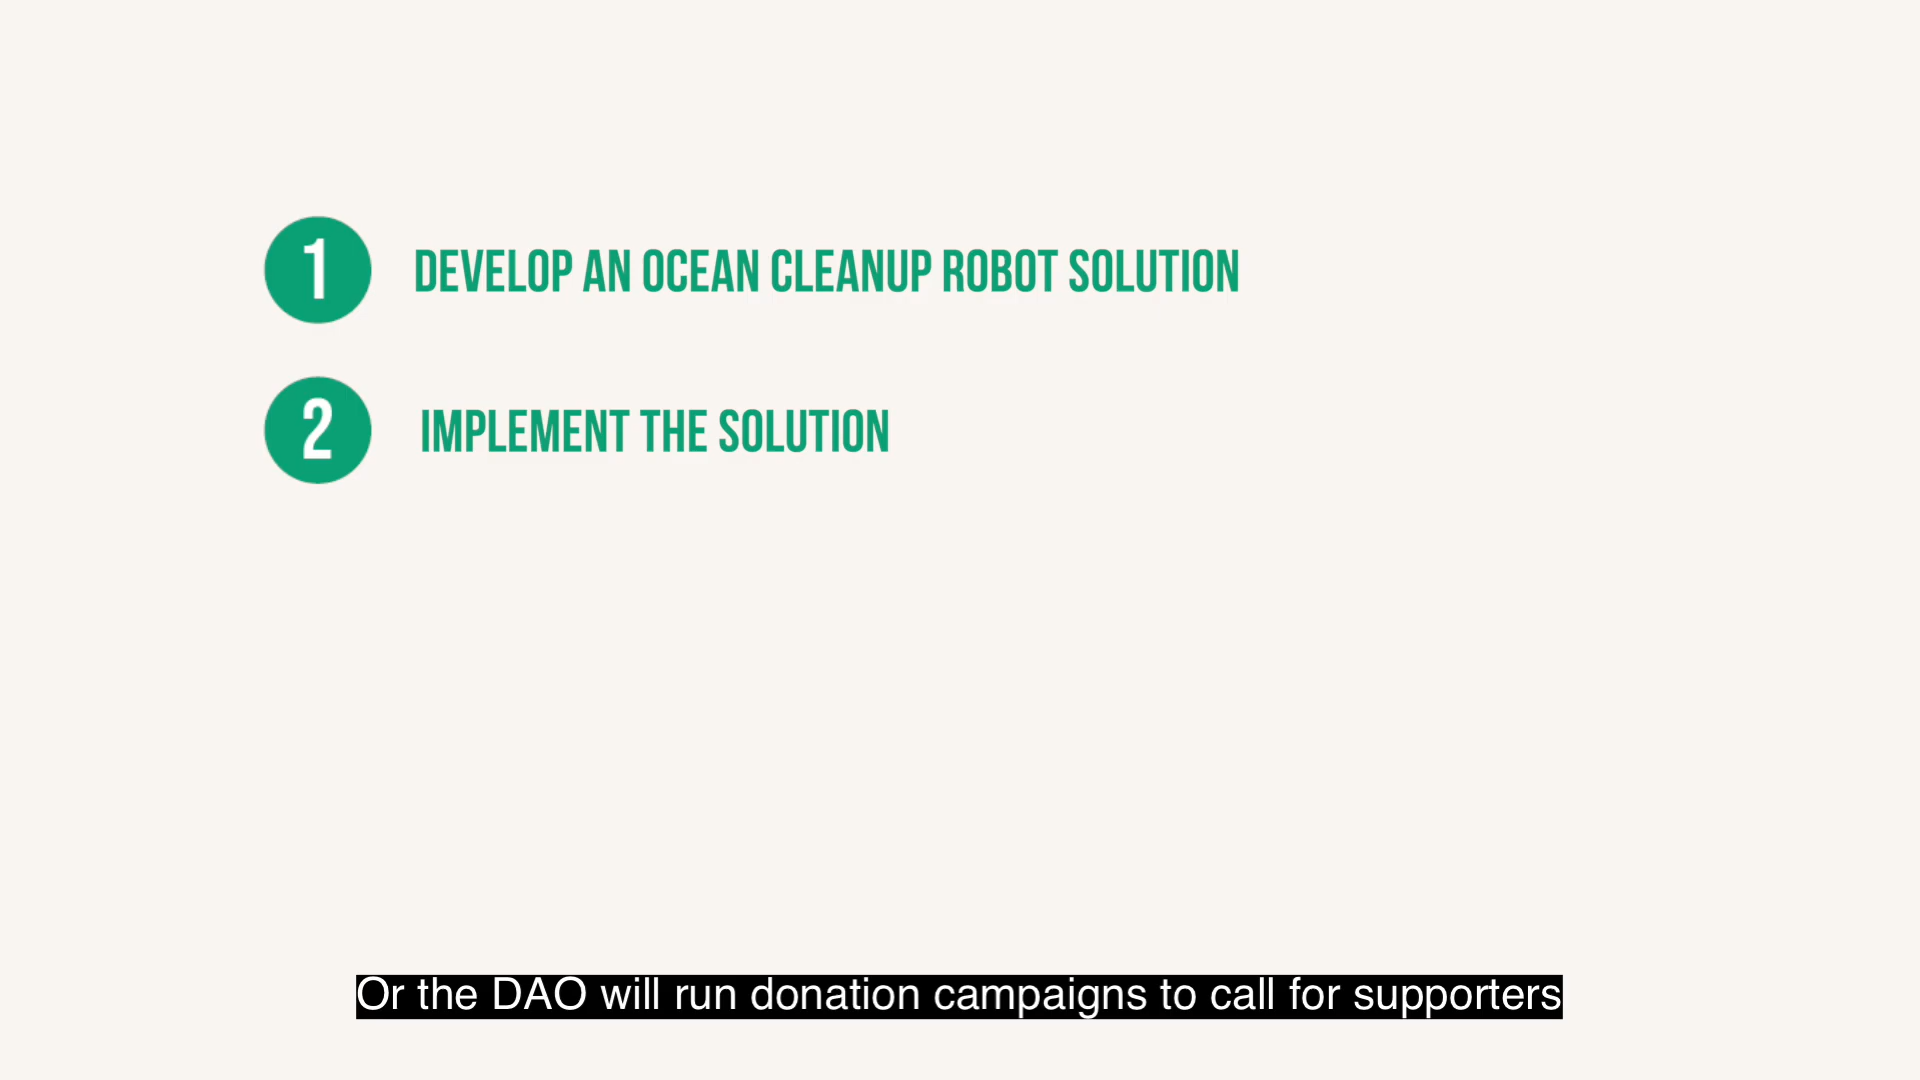 1 DEVELOP AN OCEAN CLEANUP ROBOT SOLUTION
2 IMPLEMENT THE SOLUTION
Or the DAO will run donation campaigns to call for supporters